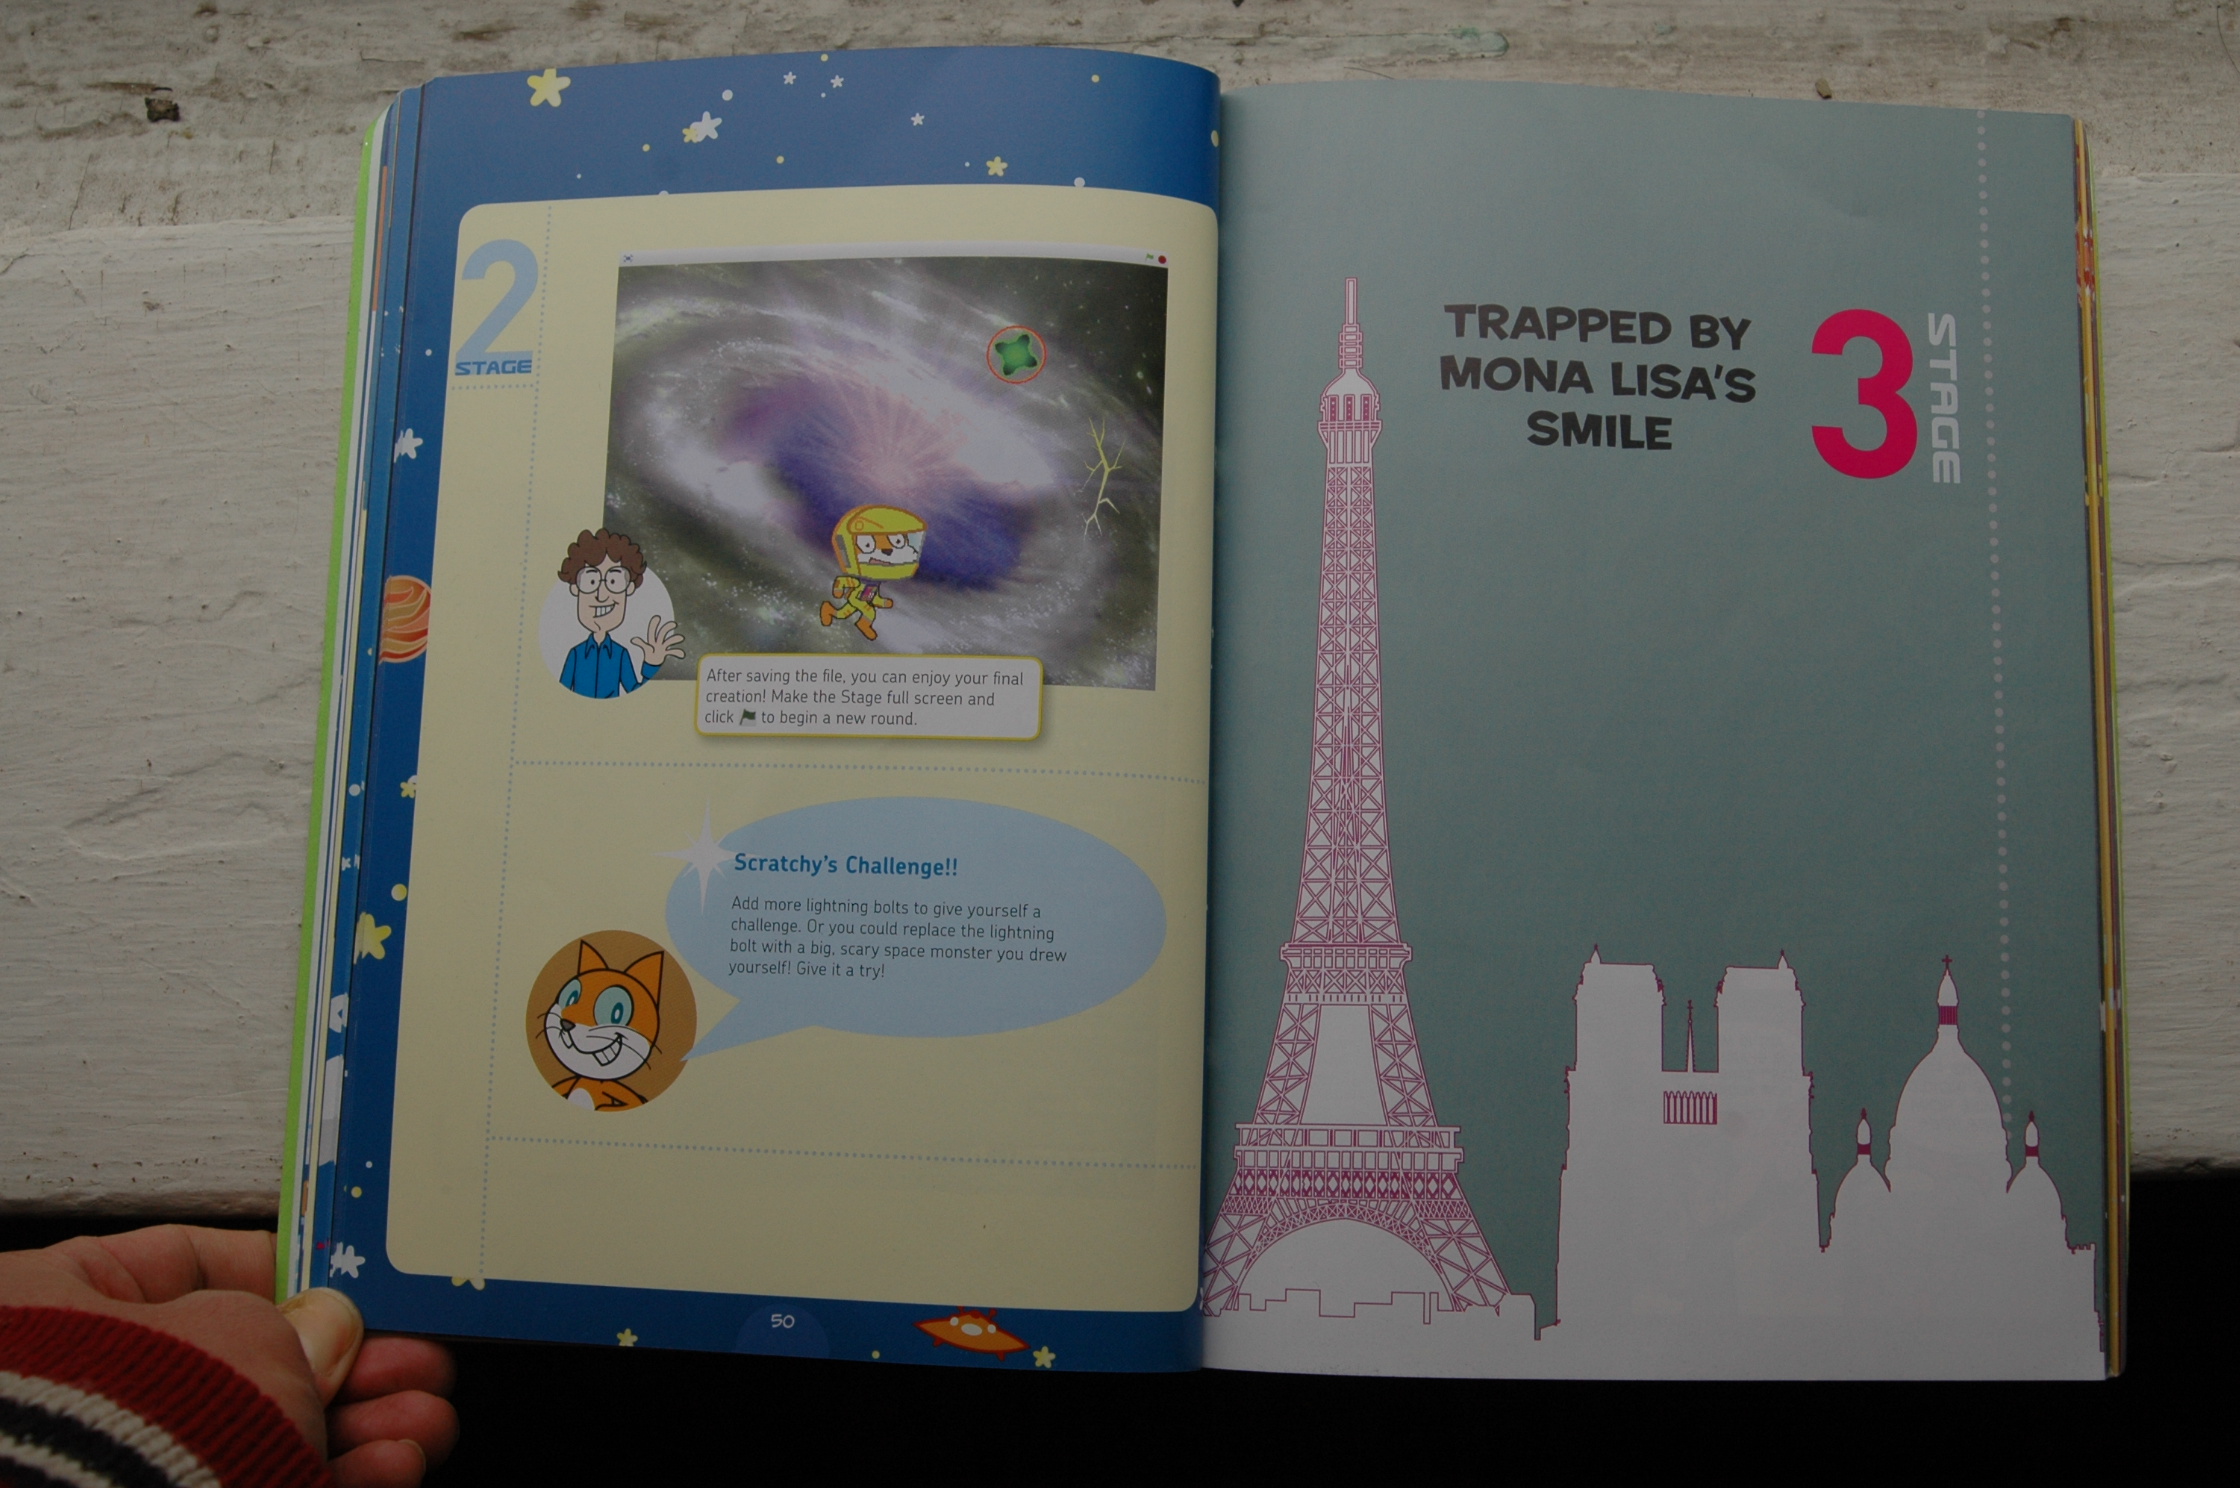 2
STAGE
After saving the file, you can enjoy your final
creation! Make the Stage full screen and
click to begin a new round.
Scratchy's Challenge!!
Add more lightning bolts to give yourself a
challenge. Or you could replace the lightning
bolt with a big, scary space monster you drew
yourself! Give it a try!
50
STAGE
3
TRAPPED BY
MONA LISA'S
SMILE